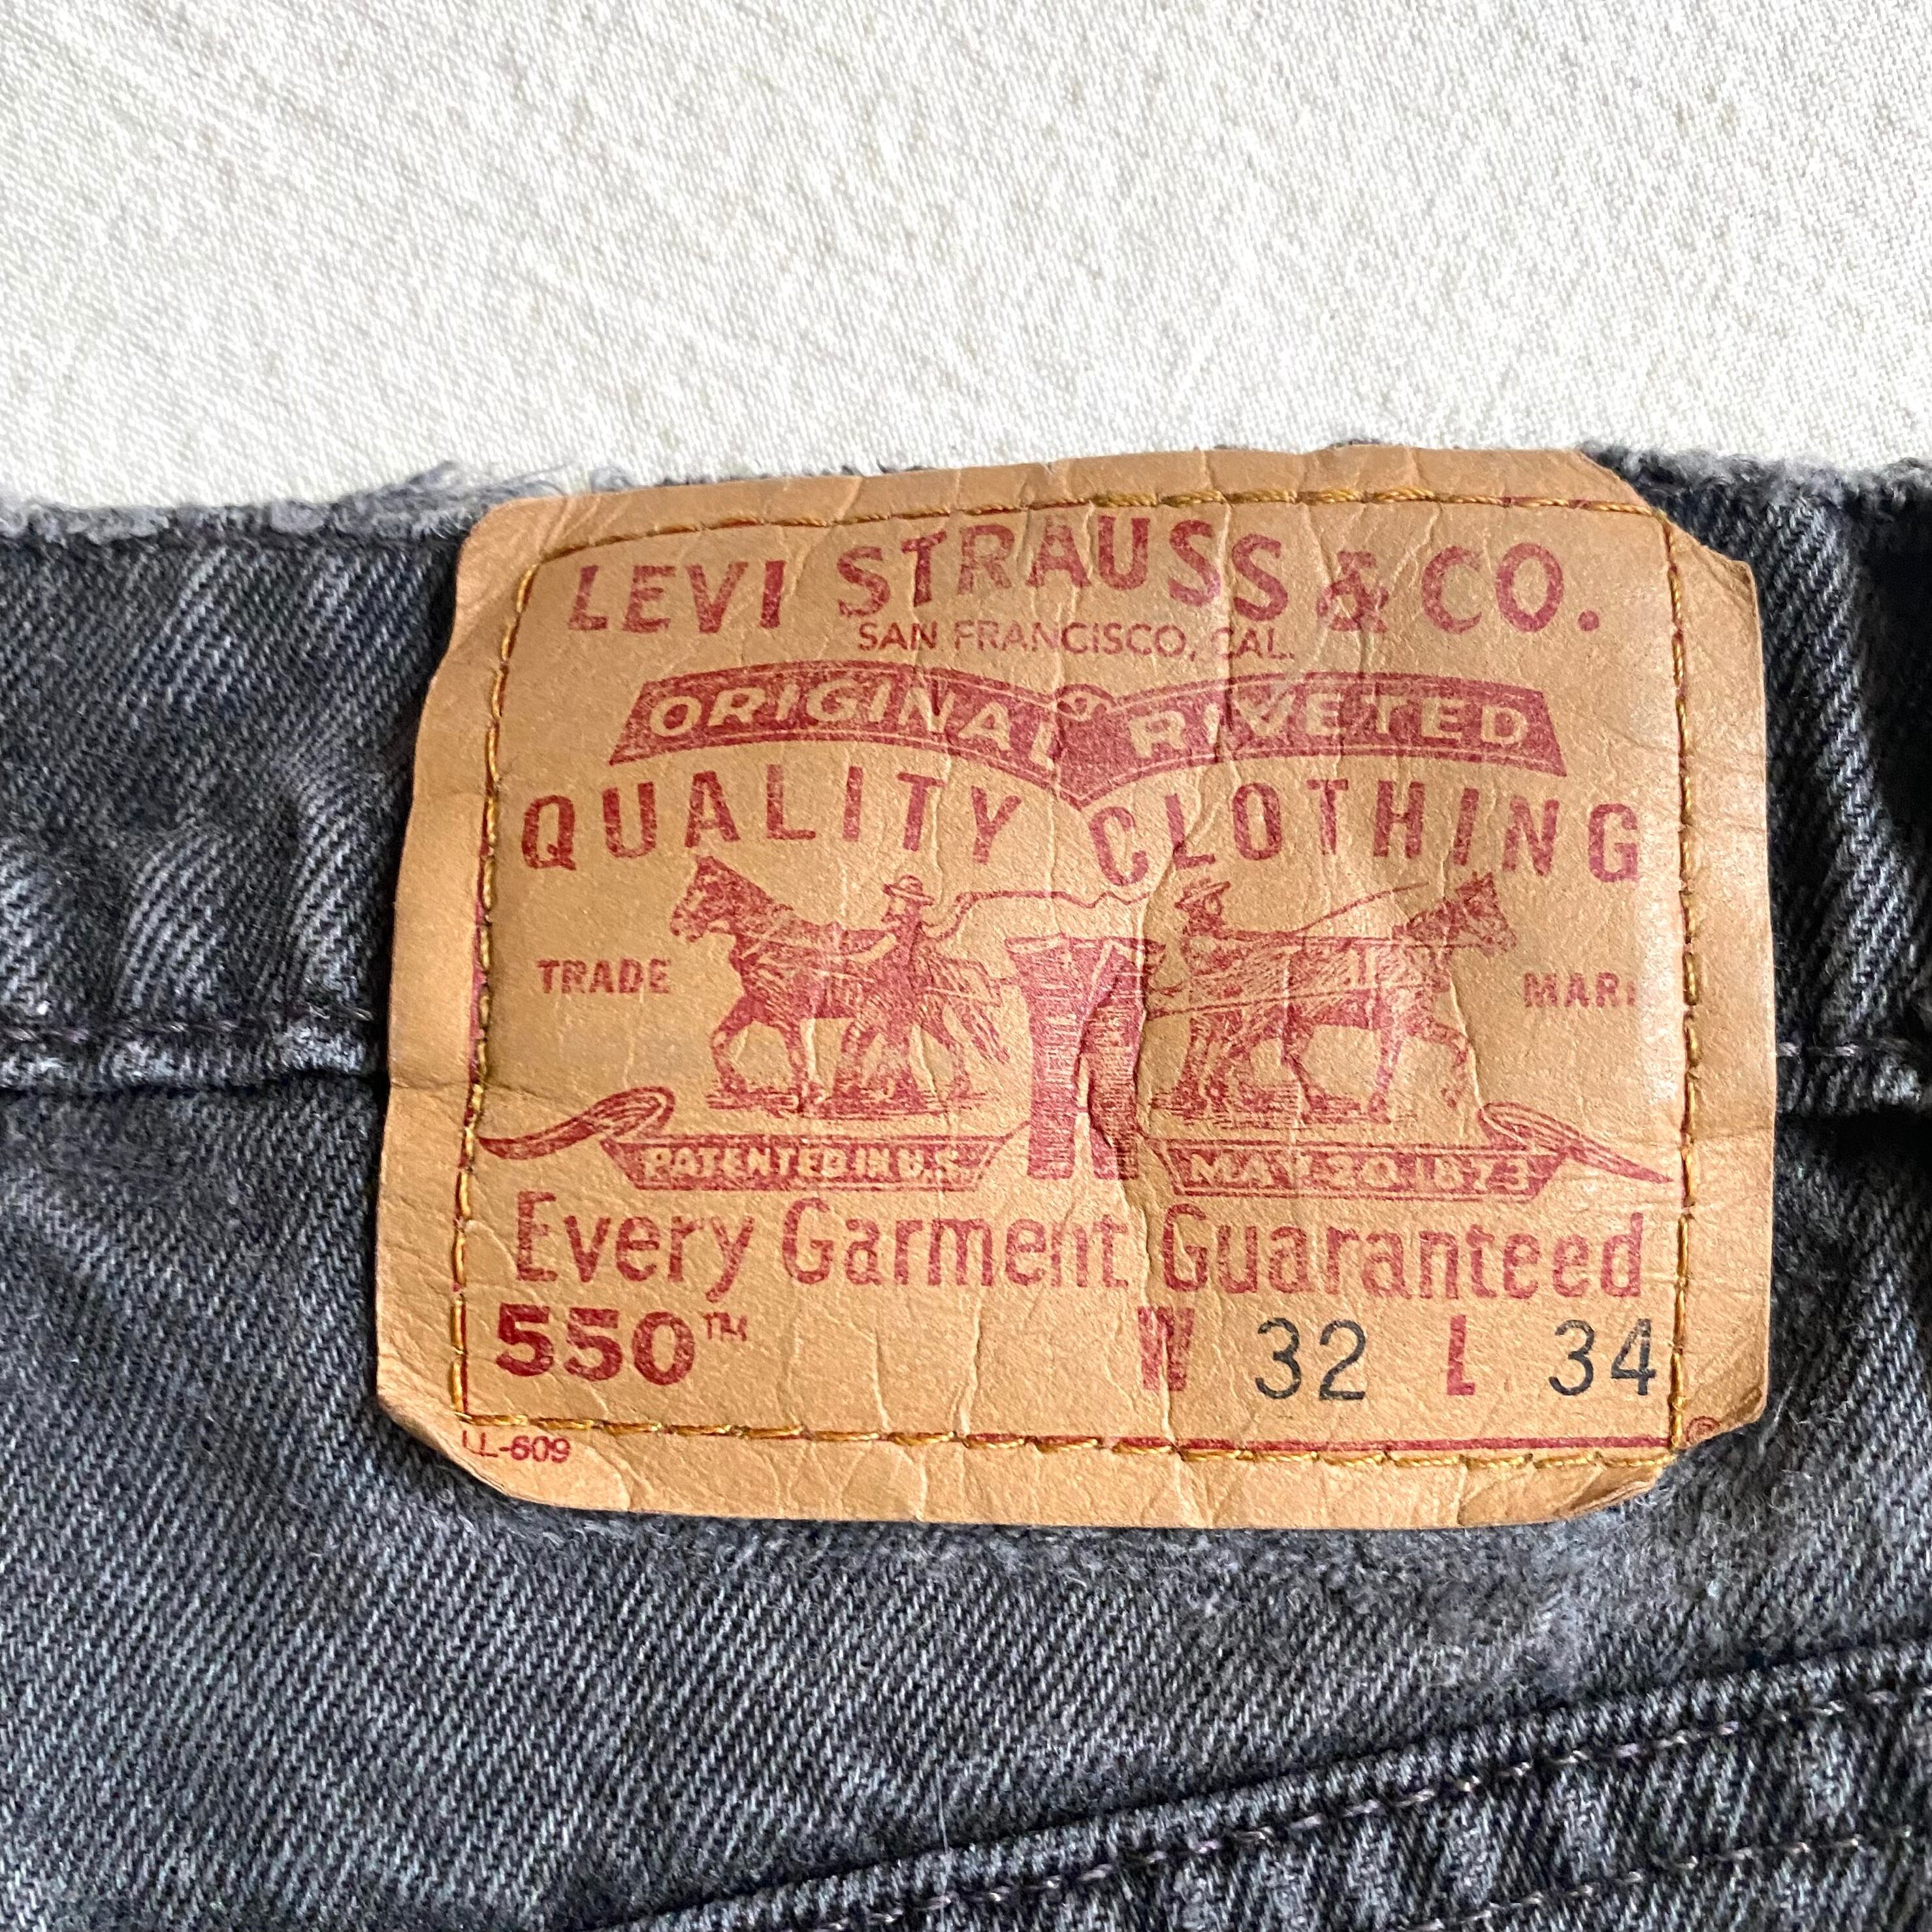 LEVI STRAUSS & CO.
SAN FRANCISCO, CAL.
ORIGINAL RIVETED
QUALITY CLOTHING
TRADE MARK
PATENTED IN U.S. MAY 20 1873
Every Garment Guaranteed
550™ W 32 L 34
LL-609 ®